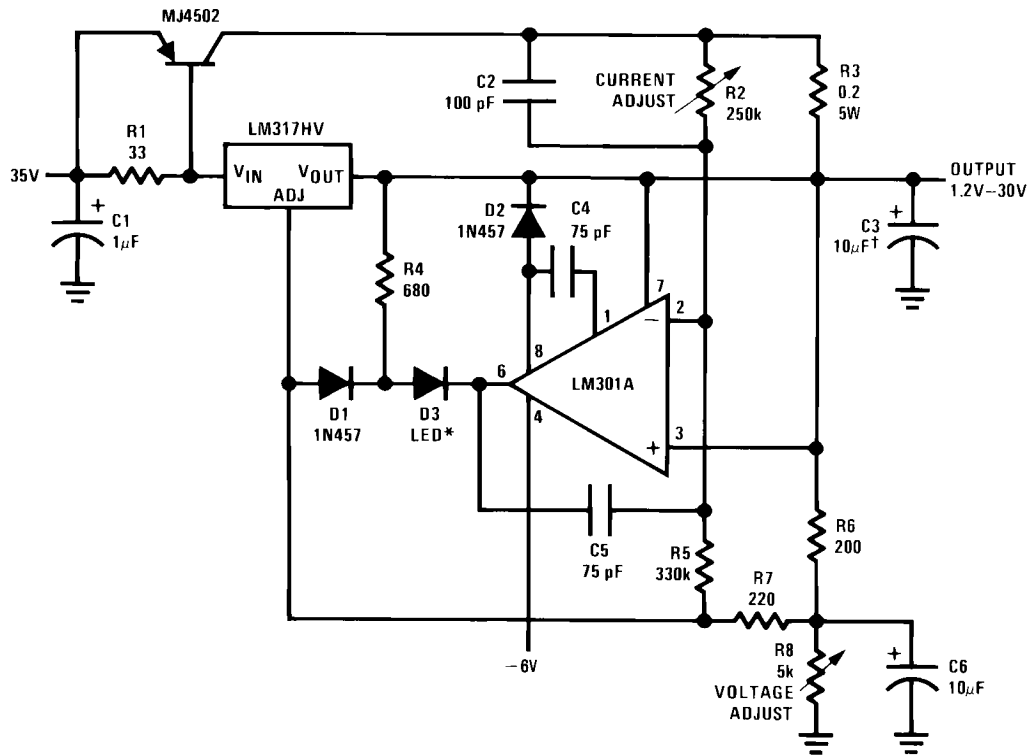 MJ4502
C2
100 pF
CURRENT
ADJUST
R2
250k
R3
0.2
5W
R1
33
LM317HV
35V
VIN
VOUT
ADJ
OUTPUT
1.2V–30V
C1
+
1μF
D2
1N457
C4
75 pF
+
C3
10μF†
R4
680
7
1
2
−
8
6
LM301A
4
+
3
D1
1N457
D3
LED*
C5
75 pF
R5
330k
R6
200
R7
220
−6V
R8
5k
VOLTAGE
ADJUST
+
C6
10μF